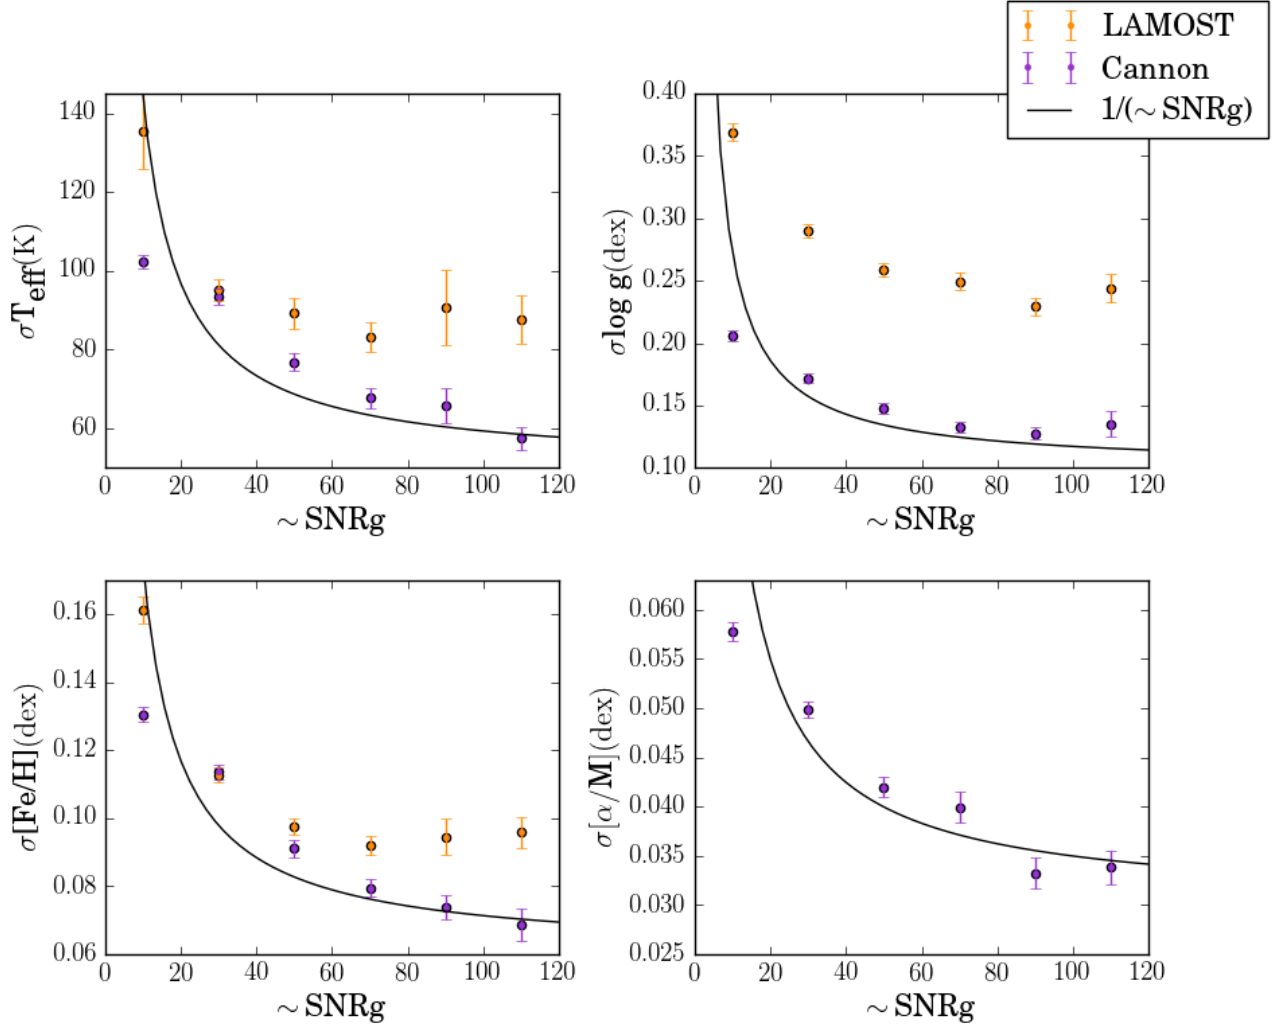 LAMOST
Cannon
1/(∼ SNRg)
140
120
100
80
60
σT_eff(K)
0 20 40 60 80 100 120
∼ SNRg
0.40
0.35
0.30
0.25
0.20
0.15
0.10
σlog g(dex)
0 20 40 60 80 100 120
∼ SNRg
0.16
0.14
0.12
0.10
0.08
0.06
σ[Fe/H](dex)
0 20 40 60 80 100 120
∼ SNRg
0.060
0.055
0.050
0.045
0.040
0.035
0.030
0.025
σ[α/M](dex)
0 20 40 60 80 100 120
∼ SNRg